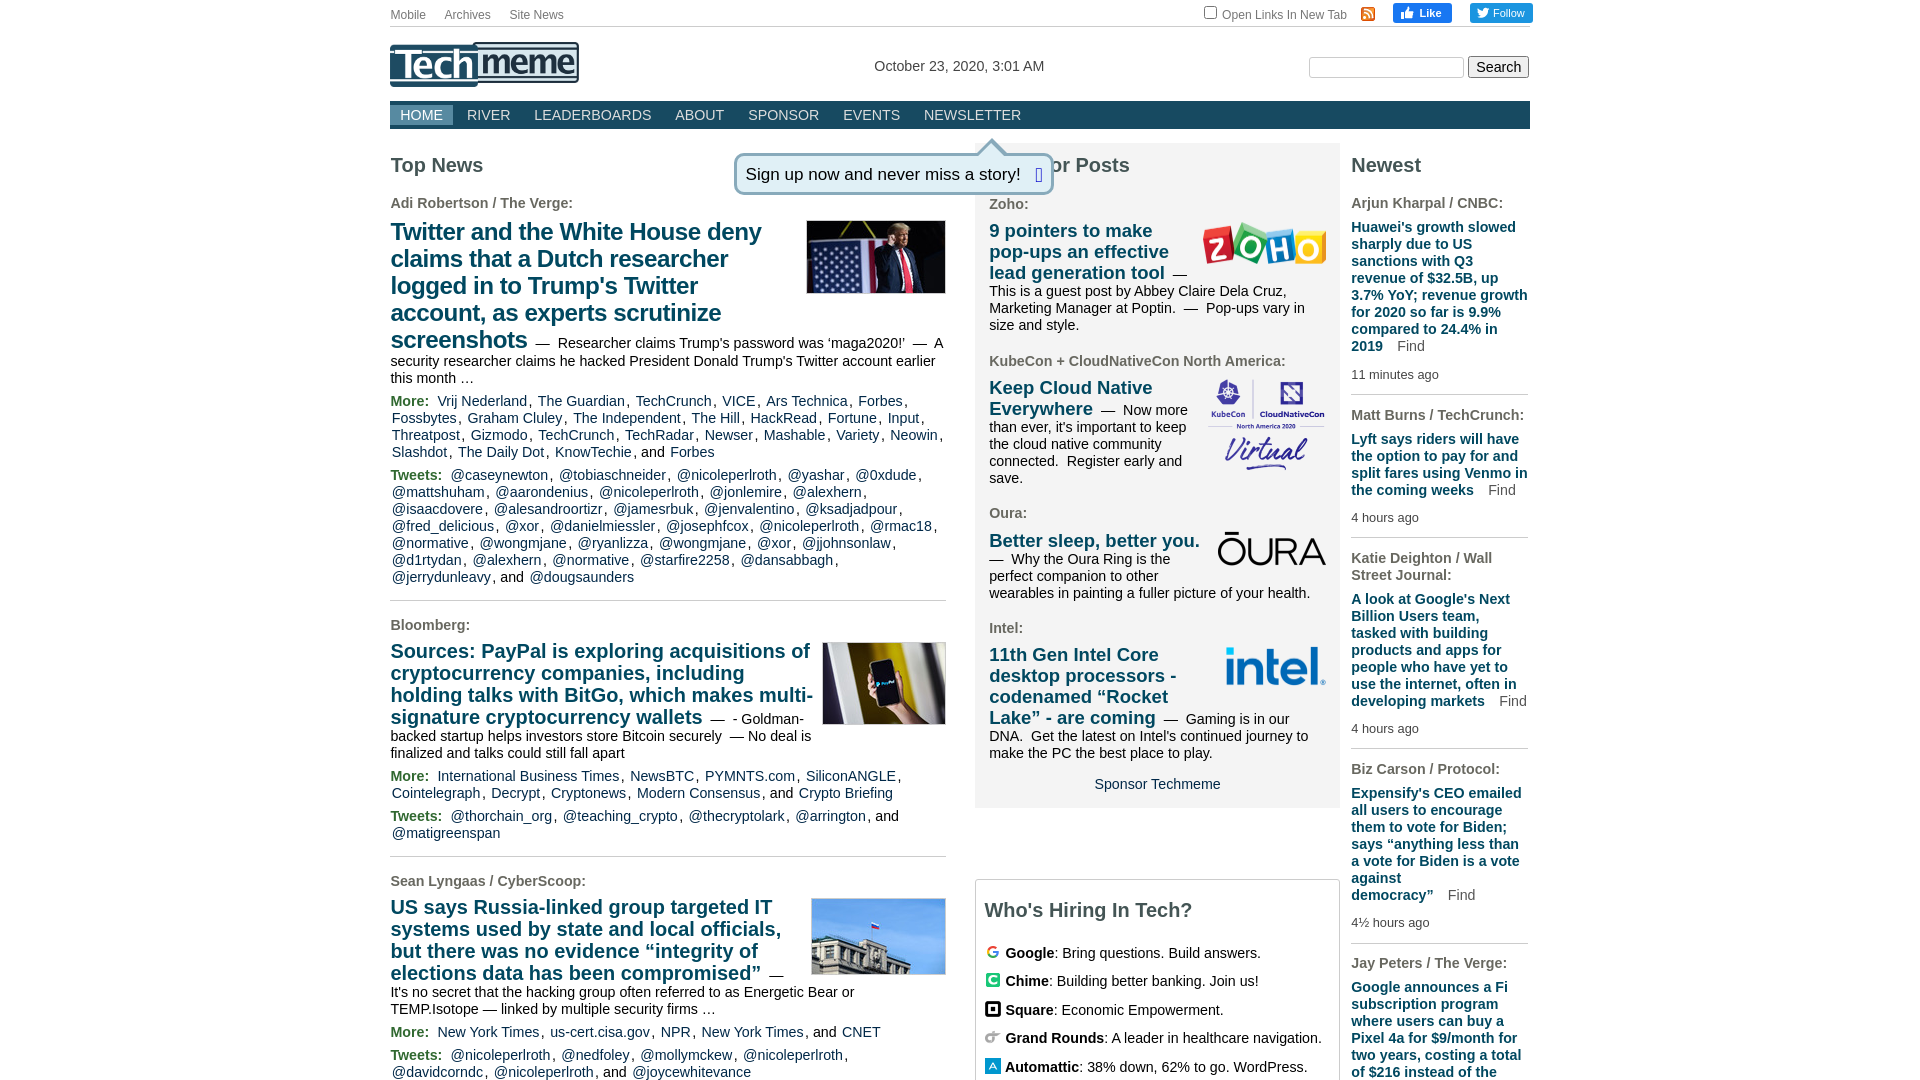 Mobile Archives Site News
Open Links In New Tab Like Follow
Techmeme
October 23, 2020, 3:01 AM
Search
HOME RIVER LEADERBOARDS ABOUT SPONSOR EVENTS NEWSLETTER
Sign up now and never miss a story!
Top News
Adi Robertson / The Verge:
Twitter and the White House deny
claims that a Dutch researcher
logged in to Trump's Twitter
account, as experts scrutinize
screenshots — Researcher claims Trump's password was ‘maga2020!’ — A
security researcher claims he hacked President Donald Trump's Twitter account earlier
this month …
More: Vrij Nederland, The Guardian, TechCrunch, VICE, Ars Technica, Forbes,
Fossbytes, Graham Cluley, The Independent, The Hill, HackRead, Fortune, Input,
Threatpost, Gizmodo, TechCrunch, TechRadar, Newser, Mashable, Variety, Neowin,
Slashdot, The Daily Dot, KnowTechie, and Forbes
Tweets: @caseynewton, @tobiaschneider, @nicoleperlroth, @yashar, @0xdude,
@mattshuham, @aarondenius, @nicoleperlroth, @jonlemire, @alexhern,
@isaacdovere, @alesandroortizr, @jamesrbuk, @jenvalentino, @ksadjadpour,
@fred_delicious, @xor, @danielmiessler, @josephfcox, @nicoleperlroth, @rmac18,
@normative, @wongmjane, @ryanlizza, @wongmjane, @xor, @jjohnsonlaw,
@d1rtydan, @alexhern, @normative, @starfire2258, @dansabbagh,
@jerrydunleavy, and @dougsaunders
Bloomberg:
Sources: PayPal is exploring acquisitions of
cryptocurrency companies, including
holding talks with BitGo, which makes multi-
signature cryptocurrency wallets — - Goldman-
backed startup helps investors store Bitcoin securely — No deal is
finalized and talks could still fall apart
PayPal
More: International Business Times, NewsBTC, PYMNTS.com, SiliconANGLE,
Cointelegraph, Decrypt, Cryptonews, Modern Consensus, and Crypto Briefing
Tweets: @thorchain_org, @teaching_crypto, @thecryptolark, @arrington, and
@matigreenspan
Sean Lyngaas / CyberScoop:
US says Russia-linked group targeted IT
systems used by state and local officials,
but there was no evidence “integrity of
elections data has been compromised” —
It's no secret that the hacking group often referred to as Energetic Bear or
TEMP.Isotope — linked by multiple security firms …
More: New York Times, us-cert.cisa.gov, NPR, New York Times, and CNET
Tweets: @nicoleperlroth, @nedfoley, @mollymckew, @nicoleperlroth,
@davidcorndc, @nicoleperlroth, and @joycewhitevance
or Posts
Zoho:
9 pointers to make
pop-ups an effective
lead generation tool —
This is a guest post by Abbey Claire Dela Cruz,
Marketing Manager at Poptin. — Pop-ups vary in
size and style.
ZOHO
KubeCon + CloudNativeCon North America:
Keep Cloud Native
Everywhere — Now more
than ever, it's important to keep
the cloud native community
connected. Register early and
save.
KubeCon CloudNativeCon
North America 2020
Virtual
Oura:
Better sleep, better you.
— Why the Oura Ring is the
perfect companion to other
wearables in painting a fuller picture of your health.
ŌURA
Intel:
11th Gen Intel Core
desktop processors -
codenamed “Rocket
Lake” - are coming — Gaming is in our
DNA. Get the latest on Intel's continued journey to
make the PC the best place to play.
intel®
Sponsor Techmeme
Who's Hiring In Tech?
Google: Bring questions. Build answers.
Chime: Building better banking. Join us!
Square: Economic Empowerment.
Grand Rounds: A leader in healthcare navigation.
Automattic: 38% down, 62% to go. WordPress.
Newest
Arjun Kharpal / CNBC:
Huawei's growth slowed
sharply due to US
sanctions with Q3
revenue of $32.5B, up
3.7% YoY; revenue growth
for 2020 so far is 9.9%
compared to 24.4% in
2019 Find
11 minutes ago
Matt Burns / TechCrunch:
Lyft says riders will have
the option to pay for and
split fares using Venmo in
the coming weeks Find
4 hours ago
Katie Deighton / Wall
Street Journal:
A look at Google's Next
Billion Users team,
tasked with building
products and apps for
people who have yet to
use the internet, often in
developing markets Find
4 hours ago
Biz Carson / Protocol:
Expensify's CEO emailed
all users to encourage
them to vote for Biden;
says “anything less than
a vote for Biden is a vote
against
democracy” Find
4½ hours ago
Jay Peters / The Verge:
Google announces a Fi
subscription program
where users can buy a
Pixel 4a for $9/month for
two years, costing a total
of $216 instead of the